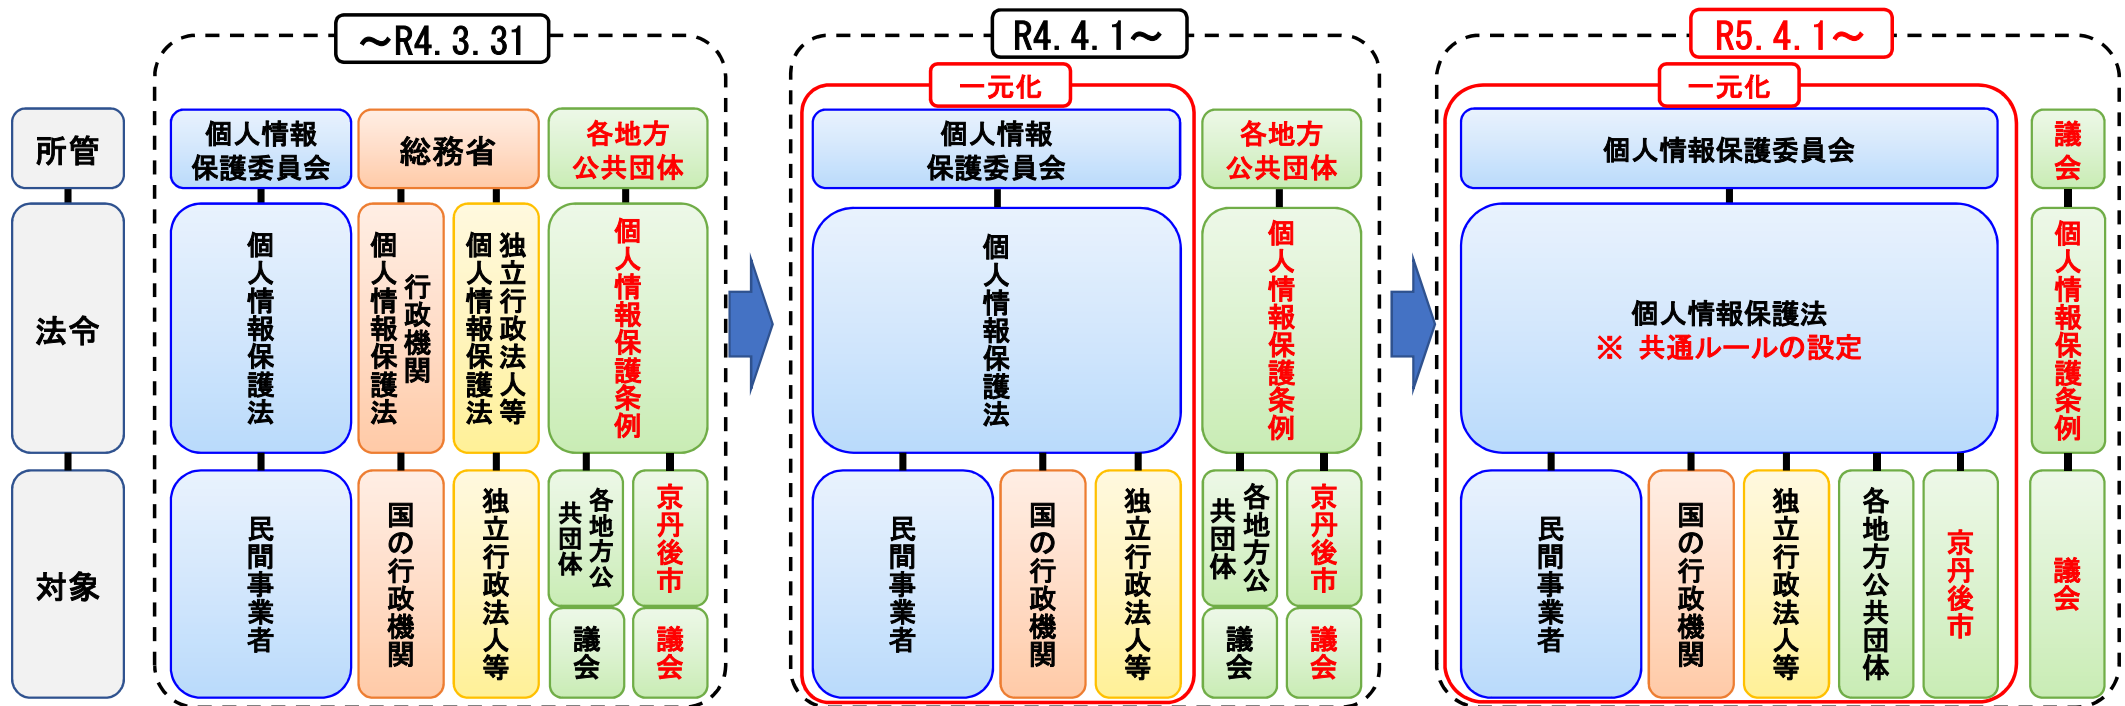 ～R4.3.31
R4.4.1～
R5.4.1～
一元化
一元化
所管
個人情報
保護委員会
総務省
各地方
公共団体
個人情報
保護委員会
各地方
公共団体
個人情報保護委員会
議会
法令
個人情報保護法
行政機関
個人情報保護法
独立行政法人等
個人情報保護法
個人情報保護条例
個人情報保護法
個人情報保護条例
個人情報保護法
※ 共通ルールの設定
個人情報保護条例
対象
民間事業者
国の行政機関
独立行政法人等
各地方公
共団体
京丹後市
議会
議会
民間事業者
国の行政機関
独立行政法人等
各地方公
共団体
京丹後市
議会
議会
民間事業者
国の行政機関
独立行政法人等
各地方公共団体
京丹後市
議会